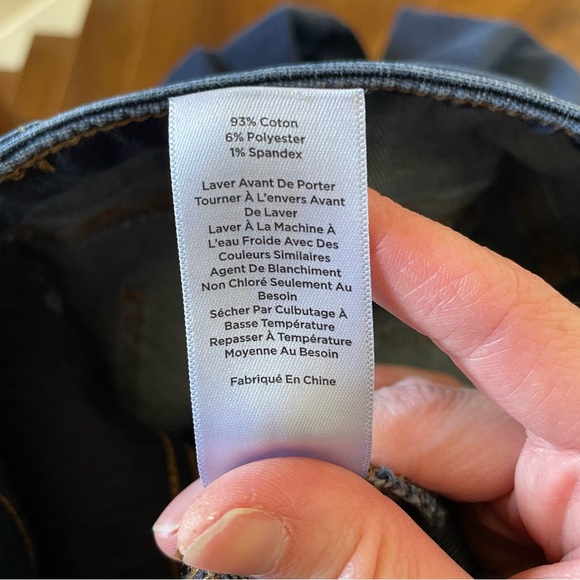 93% Coton
6% Polyester
1% Spandex
Laver Avant De Porter
Tourner À L'envers Avant
De Laver
Laver À La Machine À
L'eau Froide Avec Des
Couleurs Similaires
Agent De Blanchiment
Non Chloré Seulement Au
Besoin
Sécher Par Culbutage À
Basse Température
Repasser À Température
Moyenne Au Besoin
Fabriqué En Chine